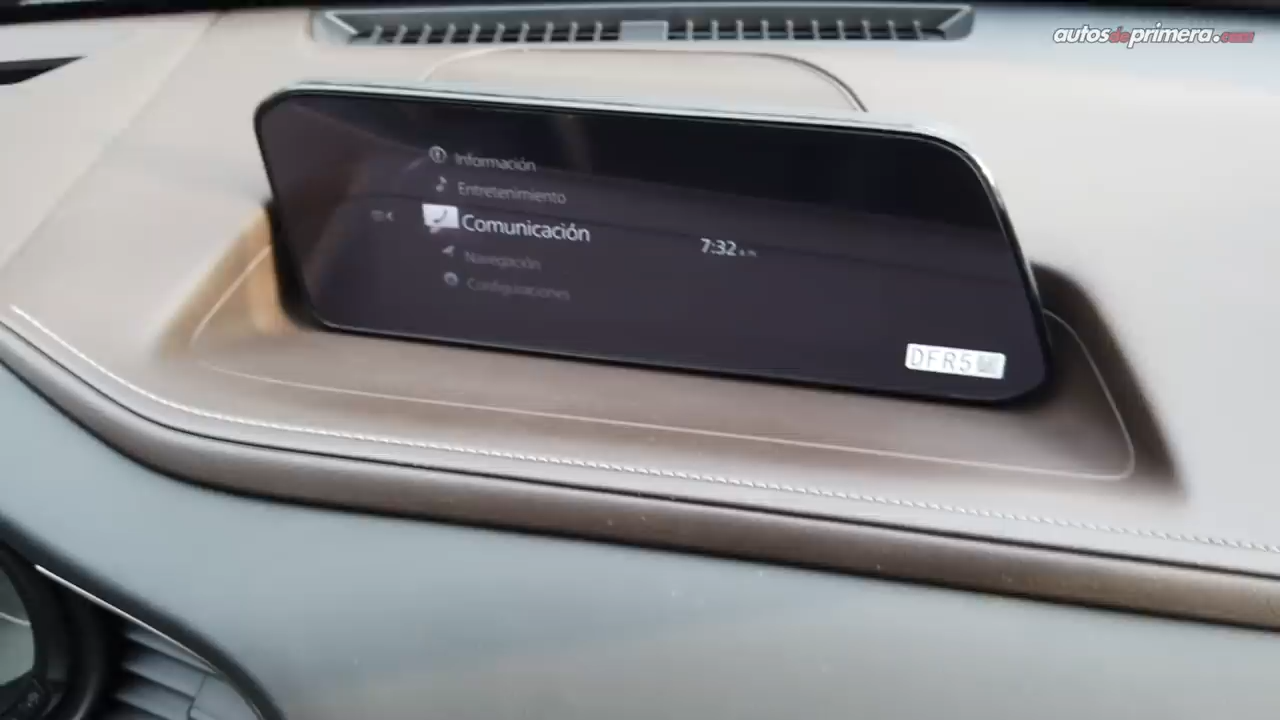 autosdeprimera.com
Información
Entretenimiento
Comunicación
7:32 a.m.
Navegación
Configuraciones
DFR5